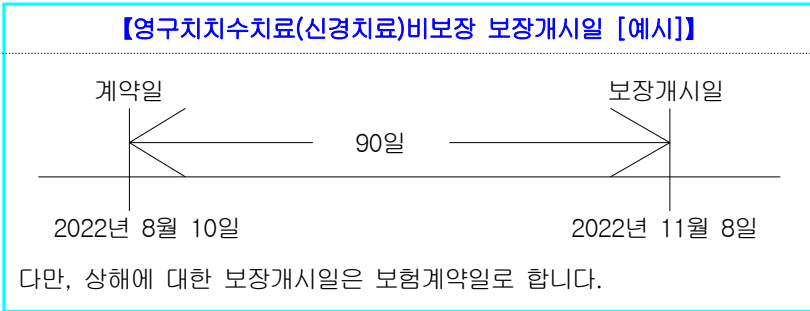 【영구치치수치료(신경치료)비보장 보장개시일 [예시]】
계약일 보장개시일
90일
2022년 8월 10일 2022년 11월 8일
다만, 상해에 대한 보장개시일은 보험계약일로 합니다.